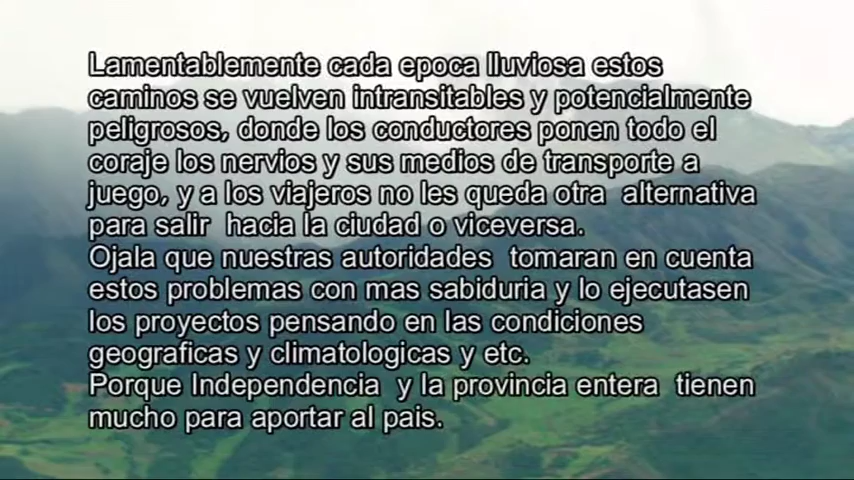 Lamentablemente cada epoca lluviosa estos
caminos se vuelven intransitables y potencialmente
peligrosos, donde los conductores ponen todo el
coraje los nervios y sus medios de transporte a
juego, y a los viajeros no les queda otra alternativa
para salir hacia la ciudad o viceversa.
Ojala que nuestras autoridades tomaran en cuenta
estos problemas con mas sabiduria y lo ejecutasen
los proyectos pensando en las condiciones
geograficas y climatologicas y etc.
Porque Independencia y la provincia entera tienen
mucho para aportar al pais.